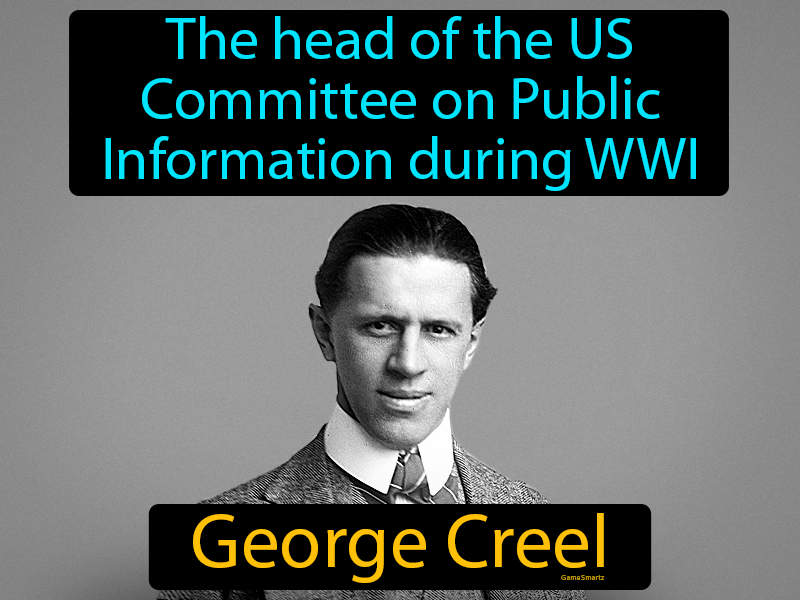 The head of the US
Committee on Public
Information during WWI
George Creel
GameSmartz